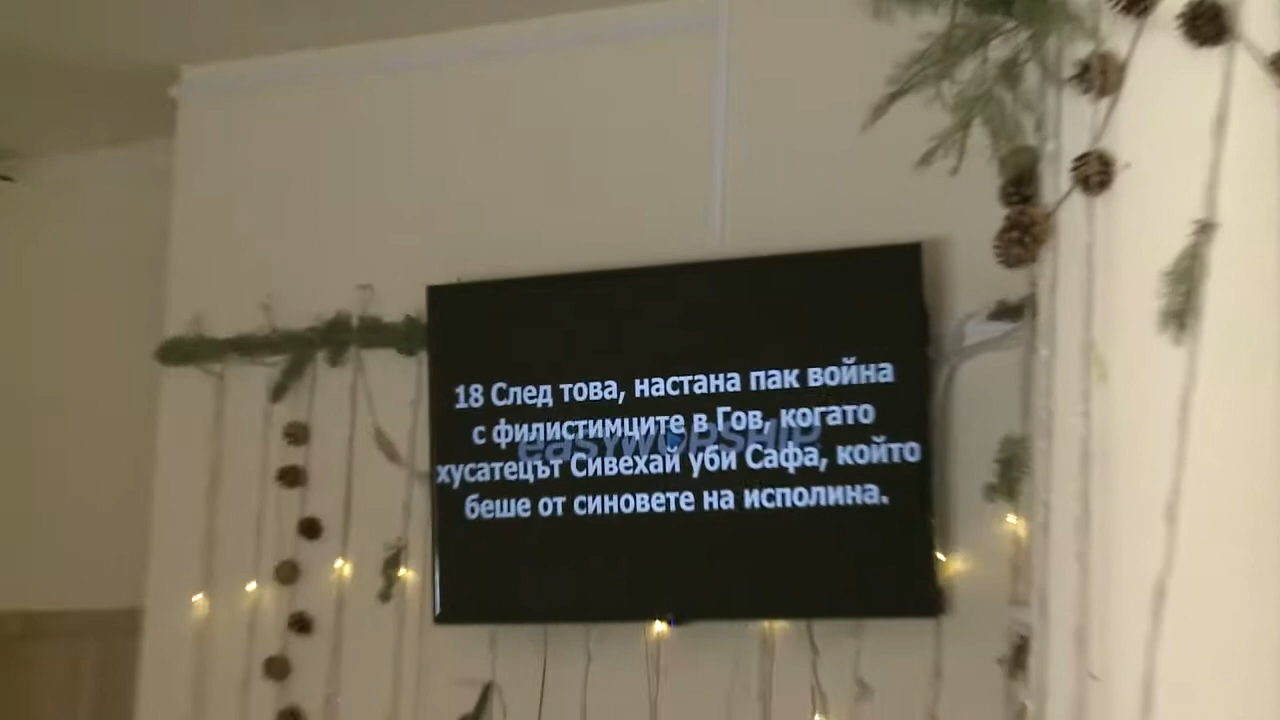 18 След това, настана пак война
с филистимците в Гов, когато
easyworship
хусатецът Сивехай уби Сафа, който
беше от синовете на исполина.